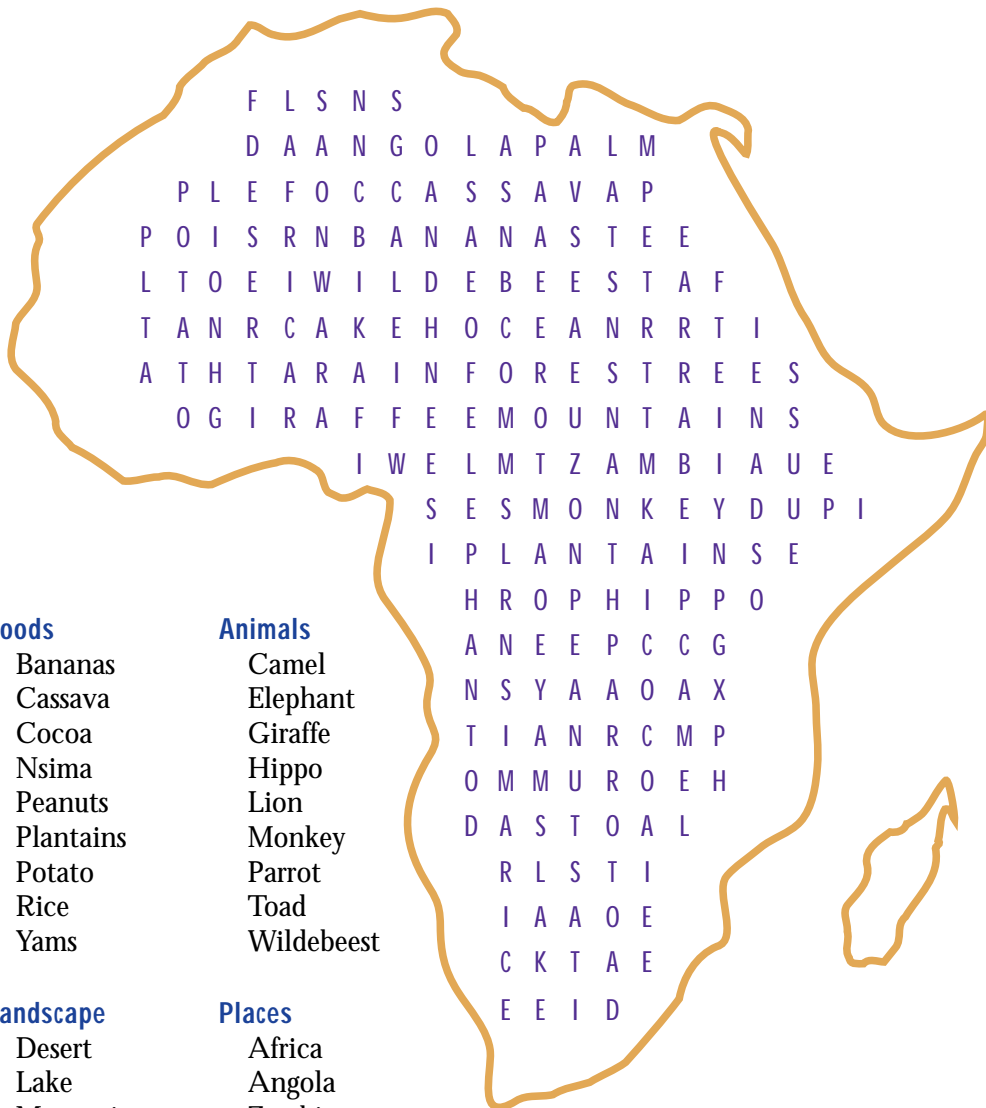 F L S N S
D A A N G O L A P A L M
P L E F O C C A S S A V A P
P O I S R N B A N A N A S T E E
L T O E I W I L D E B E E S T A F
T A N R C A K E H O C E A N R R T I
A T H T A R A I N F O R E S T R E E S
O G I R A F F E E M O U N T A I N S
I W E L M T Z A M B I A U E
S E S M O N K E Y D U P I
I P L A N T A I N S E
H R O P H I P P O
A N E E P C C G
N S Y A A O A X
T I A N R C M P
O M M U R O E H
D A S T O A L
R L S T I
I A A O E
C K T A E
E E I D
oods
Bananas
Cassava
Cocoa
Nsima
Peanuts
Plantains
Potato
Rice
Yams
Animals
Camel
Elephant
Giraffe
Hippo
Lion
Monkey
Parrot
Toad
Wildebeest
andscape
Desert
Lake
Places
Africa
Angola